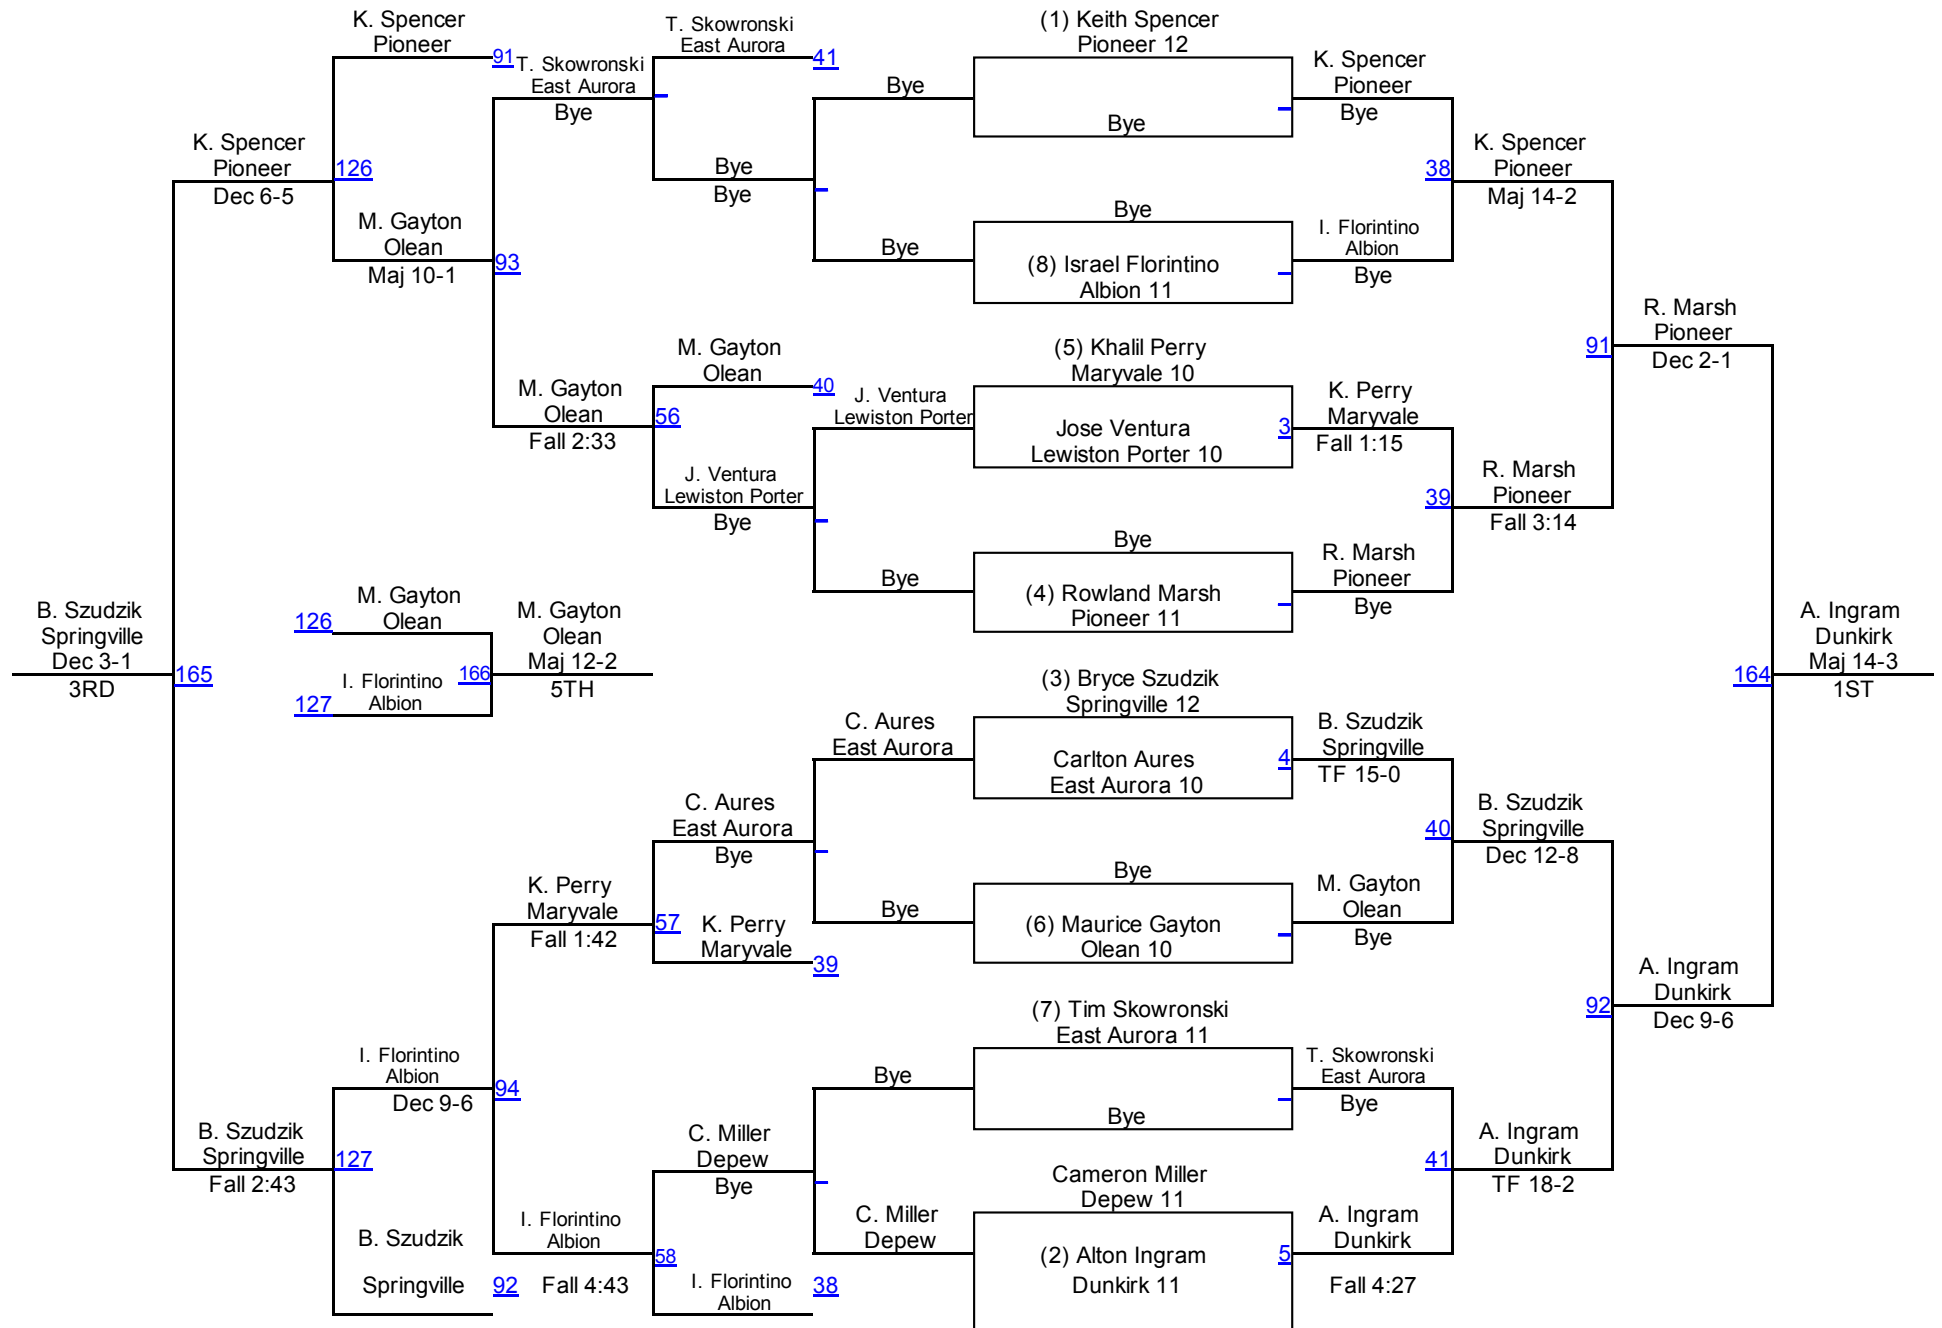 K. Spencer
Pioneer
91
T. Skowronski
East Aurora
Bye
T. Skowronski
East Aurora
41
Bye
Bye
Bye
Bye
K. Spencer
Pioneer
Dec 6-5
126
M. Gayton
Olean
Maj 10-1
93
M. Gayton
Olean
Fall 2:33
56
M. Gayton
Olean
40
J. Ventura
Lewiston Porter
Bye
J. Ventura
Lewiston Porter
Bye
B. Szudzik
Springville
Dec 3-1
3RD
165
126
M. Gayton
Olean
127
I. Florintino
Albion
166
M. Gayton
Olean
Maj 12-2
5TH
C. Aures
East Aurora
Bye
C. Aures
East Aurora
Bye
K. Perry
Maryvale
Fall 1:42
57
K. Perry
Maryvale
39
I. Florintino
Albion
Dec 9-6
94
B. Szudzik
Springville
Fall 2:43
127
B. Szudzik
Springville
92
I. Florintino
Albion
Fall 4:43
58
C. Miller
Depew
Bye
I. Florintino
Albion
38
Bye
C. Miller
Depew
(1) Keith Spencer
Pioneer 12
Bye
Bye
(8) Israel Florintino
Albion 11
(5) Khalil Perry
Maryvale 10
Jose Ventura
Lewiston Porter 10
3
Bye
(4) Rowland Marsh
Pioneer 11
(3) Bryce Szudzik
Springville 12
Carlton Aures
East Aurora 10
4
Bye
(6) Maurice Gayton
Olean 10
(7) Tim Skowronski
East Aurora 11
Bye
Cameron Miller
Depew 11
(2) Alton Ingram
Dunkirk 11
5
K. Spencer
Pioneer
Bye
38
I. Florintino
Albion
Bye
K. Spencer
Pioneer
Maj 14-2
K. Perry
Maryvale
Fall 1:15
39
R. Marsh
Pioneer
Bye
R. Marsh
Pioneer
Fall 3:14
91
R. Marsh
Pioneer
Dec 2-1
B. Szudzik
Springville
TF 15-0
40
M. Gayton
Olean
Bye
B. Szudzik
Springville
Dec 12-8
T. Skowronski
East Aurora
Bye
41
A. Ingram
Dunkirk
Fall 4:27
A. Ingram
Dunkirk
TF 18-2
92
A. Ingram
Dunkirk
Dec 9-6
164
A. Ingram
Dunkirk
Maj 14-3
1ST